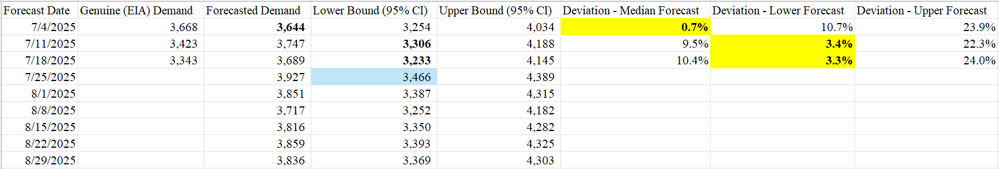 Forecast Date Genuine (EIA) Demand Forecasted Demand Lower Bound (95% CI) Upper Bound (95% CI) Deviation - Median Forecast Deviation - Lower Forecast Deviation - Upper Forecast
7/4/2025 3,668 3,644 3,254 4,034 0.7% 10.7% 23.9%
7/11/2025 3,423 3,747 3,306 4,188 9.5% 3.4% 22.3%
7/18/2025 3,343 3,689 3,233 4,145 10.4% 3.3% 24.0%
7/25/2025 3,927 3,466 4,389
8/1/2025 3,851 3,387 4,315
8/8/2025 3,717 3,252 4,182
8/15/2025 3,816 3,350 4,282
8/22/2025 3,859 3,393 4,325
8/29/2025 3,836 3,369 4,303